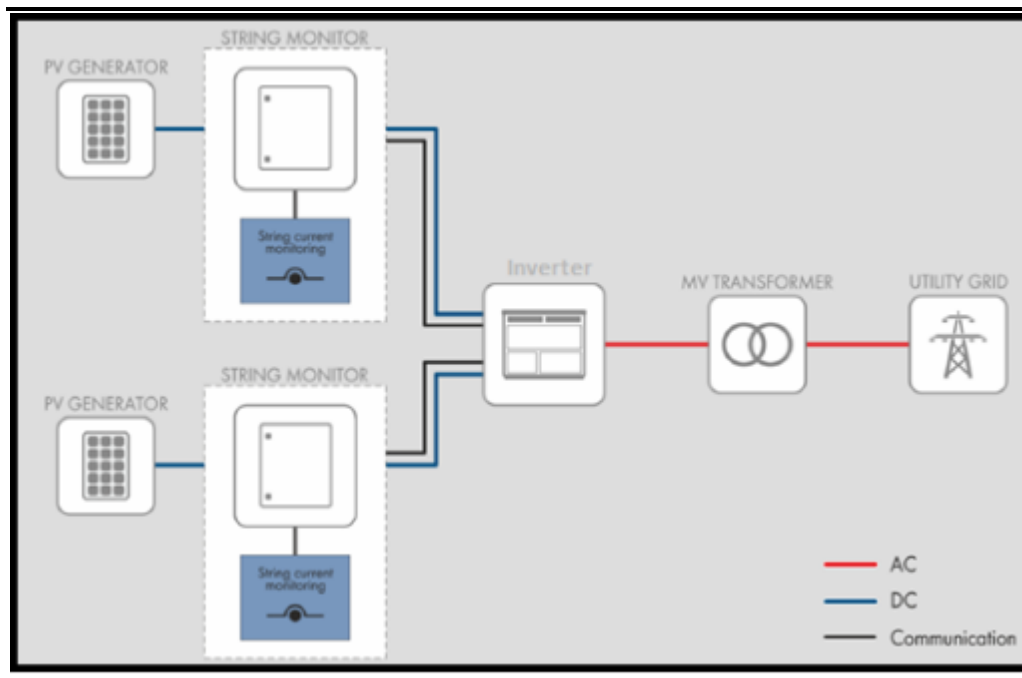 STRING MONITOR
PV GENERATOR
String current
monitoring
Inverter
MV TRANSFORMER
UTILITY GRID
STRING MONITOR
PV GENERATOR
String current
monitoring
AC
DC
Communication